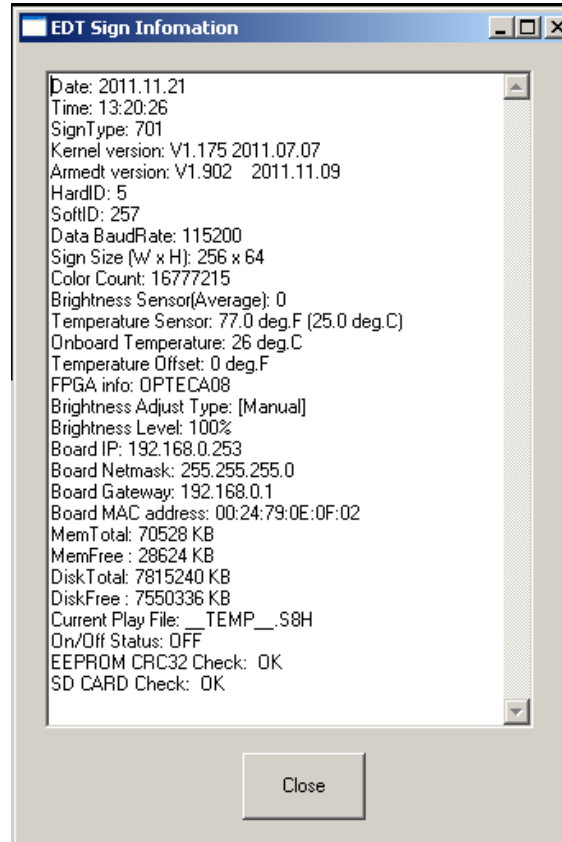 EDT Sign Infomation
Date: 2011.11.21
Time: 13:20:26
SignType: 701
Kernel version: V1.175 2011.07.07
Armedt version: V1.902    2011.11.09
HardID: 5
SoftID: 257
Data BaudRate: 115200
Sign Size (W x H): 256 x 64
Color Count: 16777215
Brightness Sensor(Average): 0
Temperature Sensor: 77.0 deg.F (25.0 deg.C)
Onboard Temperature: 26 deg.C
Temperature Offset: 0 deg.F
FPGA info: OPTECA08
Brightness Adjust Type: [Manual]
Brightness Level: 100%
Board IP: 192.168.0.253
Board Netmask: 255.255.255.0
Board Gateway: 192.168.0.1
Board MAC address: 00:24:79:0E:0F:02
MemTotal: 70528 KB
MemFree : 28624 KB
DiskTotal: 7815240 KB
DiskFree : 7550336 KB
Current Play File: __TEMP__.S8H
On/Off Status: OFF
EEPROM CRC32 Check:  OK
SD CARD Check:  OK
Close